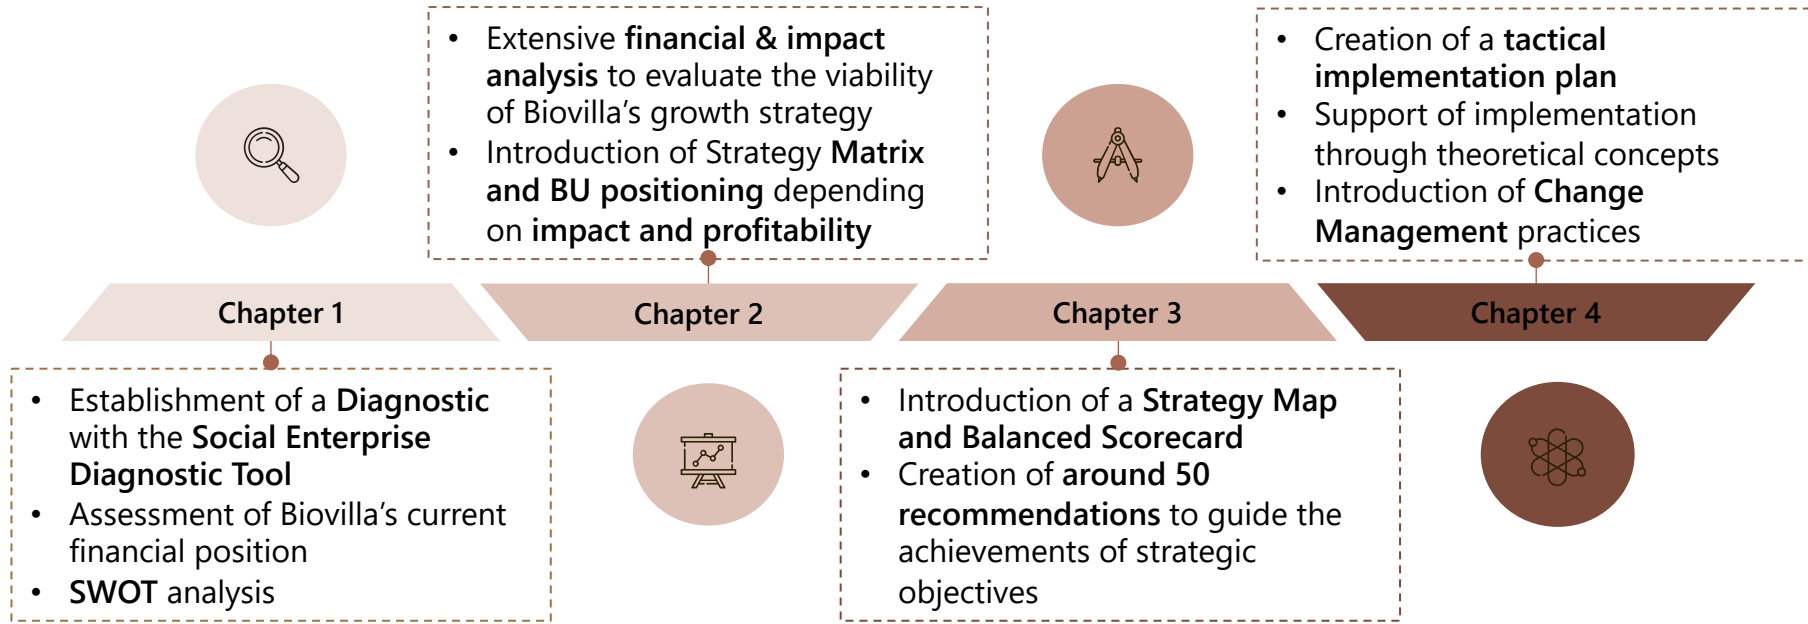 Chapter 1
• Establishment of a Diagnostic
with the Social Enterprise
Diagnostic Tool
• Assessment of Biovilla’s current
financial position
• SWOT analysis
• Extensive financial & impact
analysis to evaluate the viability
of Biovilla’s growth strategy
• Introduction of Strategy Matrix
and BU positioning depending
on impact and profitability
Chapter 2
Chapter 3
• Introduction of a Strategy Map
and Balanced Scorecard
• Creation of around 50
recommendations to guide the
achievements of strategic
objectives
• Creation of a tactical
implementation plan
• Support of implementation
through theoretical concepts
• Introduction of Change
Management practices
Chapter 4